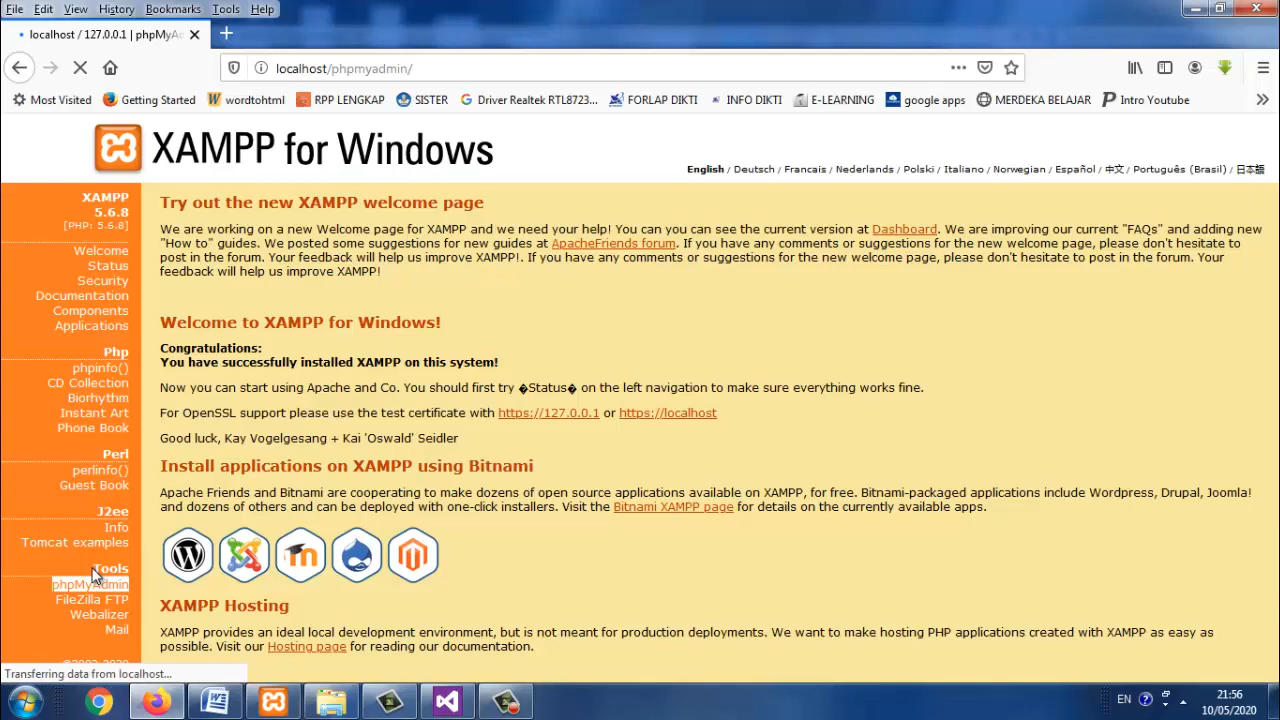 File Edit View History Bookmarks Tools Help
localhost / 127.0.0.1 | phpMyAd
localhost/phpmyadmin/
Most Visited Getting Started wordtohtml RPP LENGKAP SISTER Driver Realtek RTL8723... FORLAP DIKTI INFO DIKTI E-LEARNING google apps MERDEKA BELAJAR Intro Youtube
XAMPP for Windows
English / Deutsch / Francais / Nederlands / Polski / Italiano / Norwegian / Español / 中文 / Português (Brasil) / 日本語
XAMPP
5.6.8
[PHP: 5.6.8]
Welcome
Status
Security
Documentation
Components
Applications
Php
phpinfo()
CD Collection
Biorhythm
Instant Art
Phone Book
Perl
perlinfo()
Guest Book
J2ee
Info
Tomcat examples
Tools
phpMyAdmin
FileZilla FTP
Webalizer
Mail
Try out the new XAMPP welcome page
We are working on a new Welcome page for XAMPP and we need your help! You can you can see the current version at Dashboard. We are improving our current "FAQs" and adding new
"How to" guides. We posted some suggestions for new guides at ApacheFriends forum. If you have any comments or suggestions for the new welcome page, please don't hesitate to
post in the forum. Your feedback will help us improve XAMPP!. If you have any comments or suggestions for the new welcome page, please don't hesitate to post in the forum. Your
feedback will help us improve XAMPP!
Welcome to XAMPP for Windows!
Congratulations:
You have successfully installed XAMPP on this system!
Now you can start using Apache and Co. You should first try �Status� on the left navigation to make sure everything works fine.
For OpenSSL support please use the test certificate with https://127.0.0.1 or https://localhost
Good luck, Kay Vogelgesang + Kai 'Oswald' Seidler
Install applications on XAMPP using Bitnami
Apache Friends and Bitnami are cooperating to make dozens of open source applications available on XAMPP, for free. Bitnami-packaged applications include Wordpress, Drupal, Joomla!
and dozens of others and can be deployed with one-click installers. Visit the Bitnami XAMPP page for details on the currently available apps.
XAMPP Hosting
XAMPP provides an ideal local development environment, but is not meant for production deployments. We want to make hosting PHP applications created with XAMPP as easy as
possible. Visit our Hosting page for reading our documentation.
Transferring data from localhost...
EN
21:56
10/05/2020